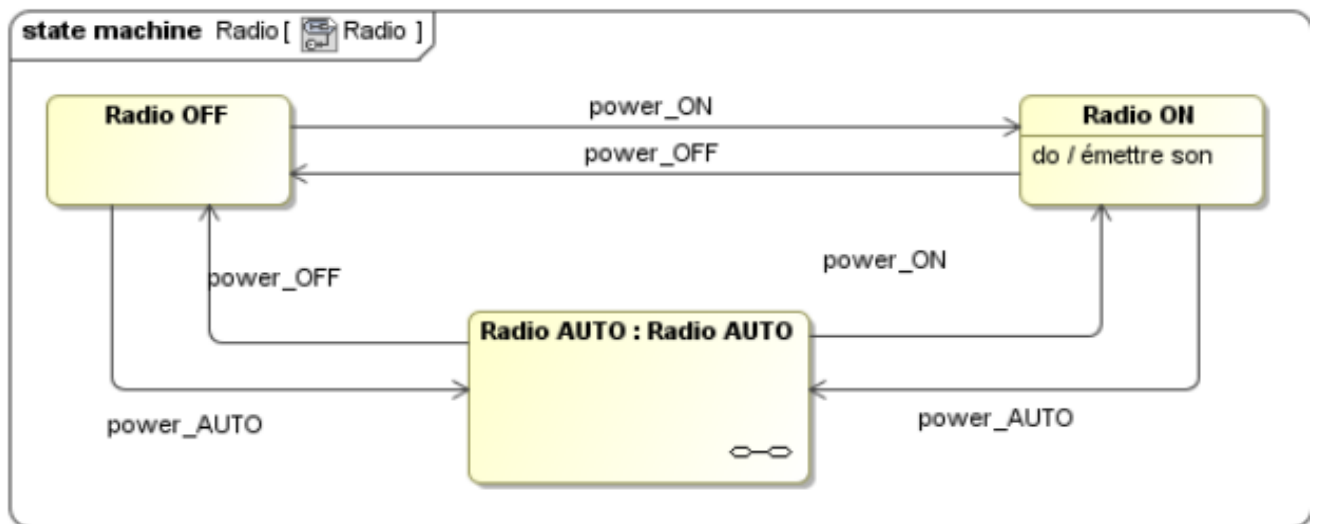 state machine Radio [ Radio ]
power_ON
Radio OFF
Radio ON
power_OFF
do / émettre son
power_OFF
power_ON
Radio AUTO : Radio AUTO
power_AUTO
power_AUTO